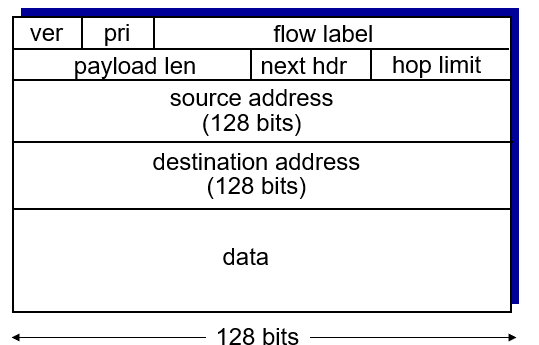 ver pri flow label
payload len next hdr hop limit
source address
(128 bits)
destination address
(128 bits)
data
128 bits